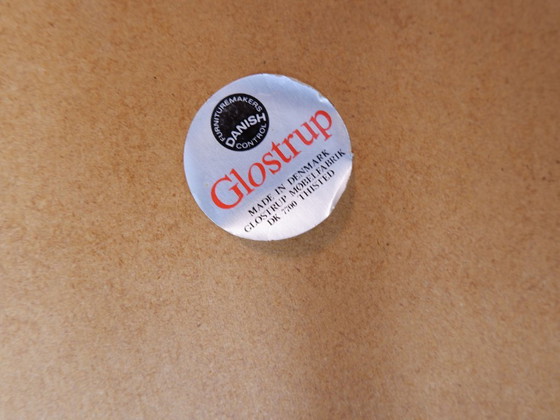 FURNITUREMAKERS
DANISH
CONTROL
Glostrup
MADE IN DENMARK
GLOSTRUP MØBELFABRIK
DK 7700 THISTED